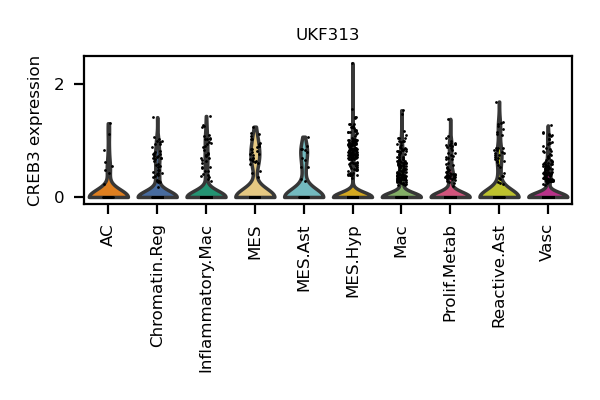 UKF313
CREB3 expression
2
0
AC
Chromatin.Reg
Inflammatory.Mac
MES
MES.Ast
MES.Hyp
Mac
Prolif.Metab
Reactive.Ast
Vasc